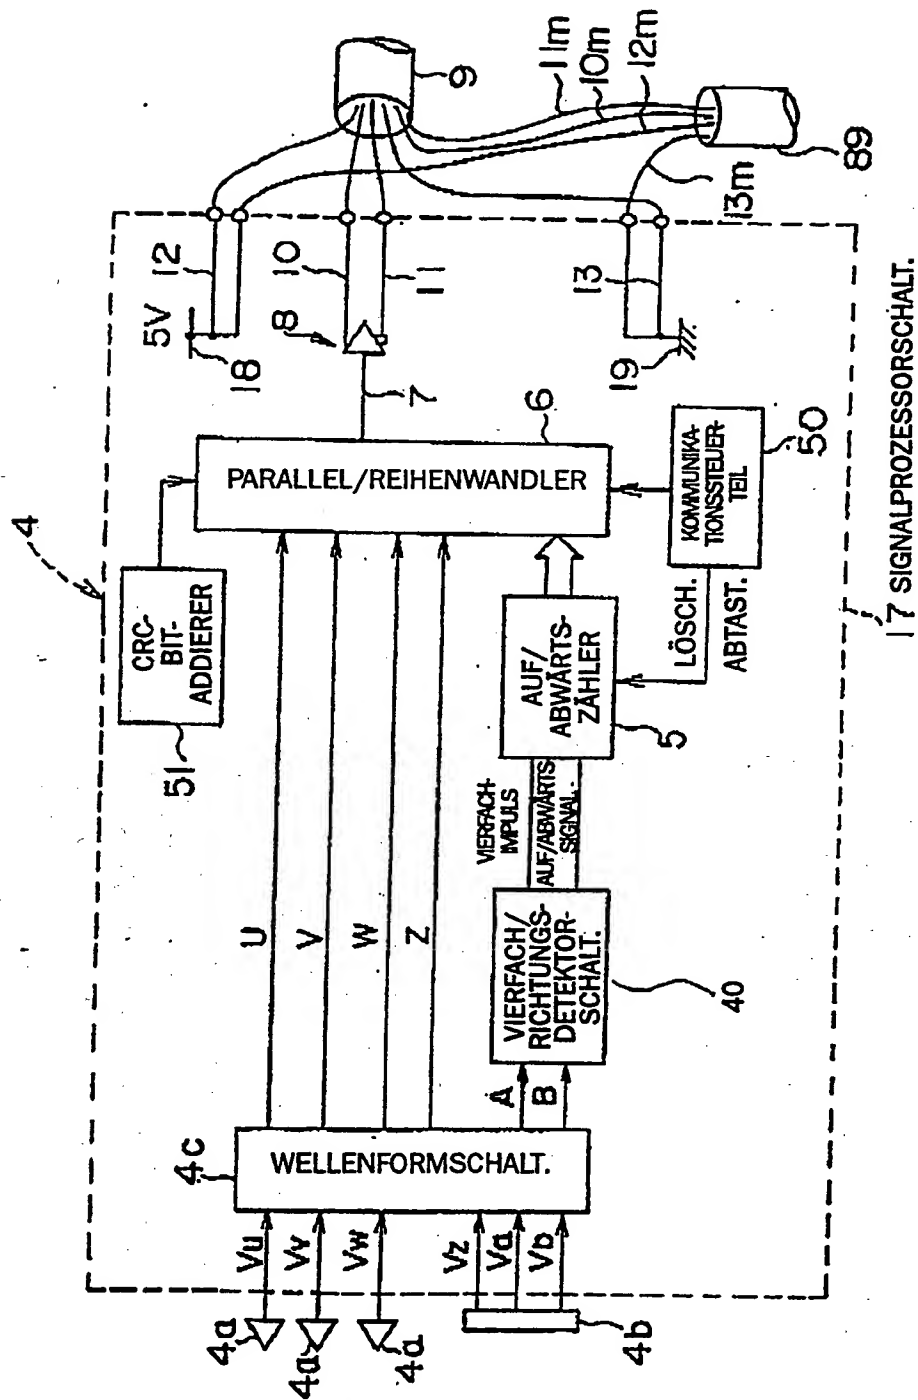 4
CRC-
BIT-
ADDIERER
51
5V
12
18
10
8
11
7
9
11m
10m
12m
13
19
13m
89
PARALLEL/REIHENWANDLER
6
KOMMUNIKA-
TIONSSTEUER-
TEIL
50
LÖSCH.
ABTAST.
AUF/
ABWÄRTS-
ZÄHLER
5
VIERFACH-
IMPULS
AUF/ABWÄRTS-
SIGNAL.
U
V
W
Z
VIERFACH/
RICHTUNGS-
DETEKTOR-
SCHALT.
40
A
B
4c
WELLENFORMSCHALT.
Vu
Vv
Vw
Vz
Va
Vb
4a
4a
4a
4b
17 SIGNALPROZESSORSCHALT.